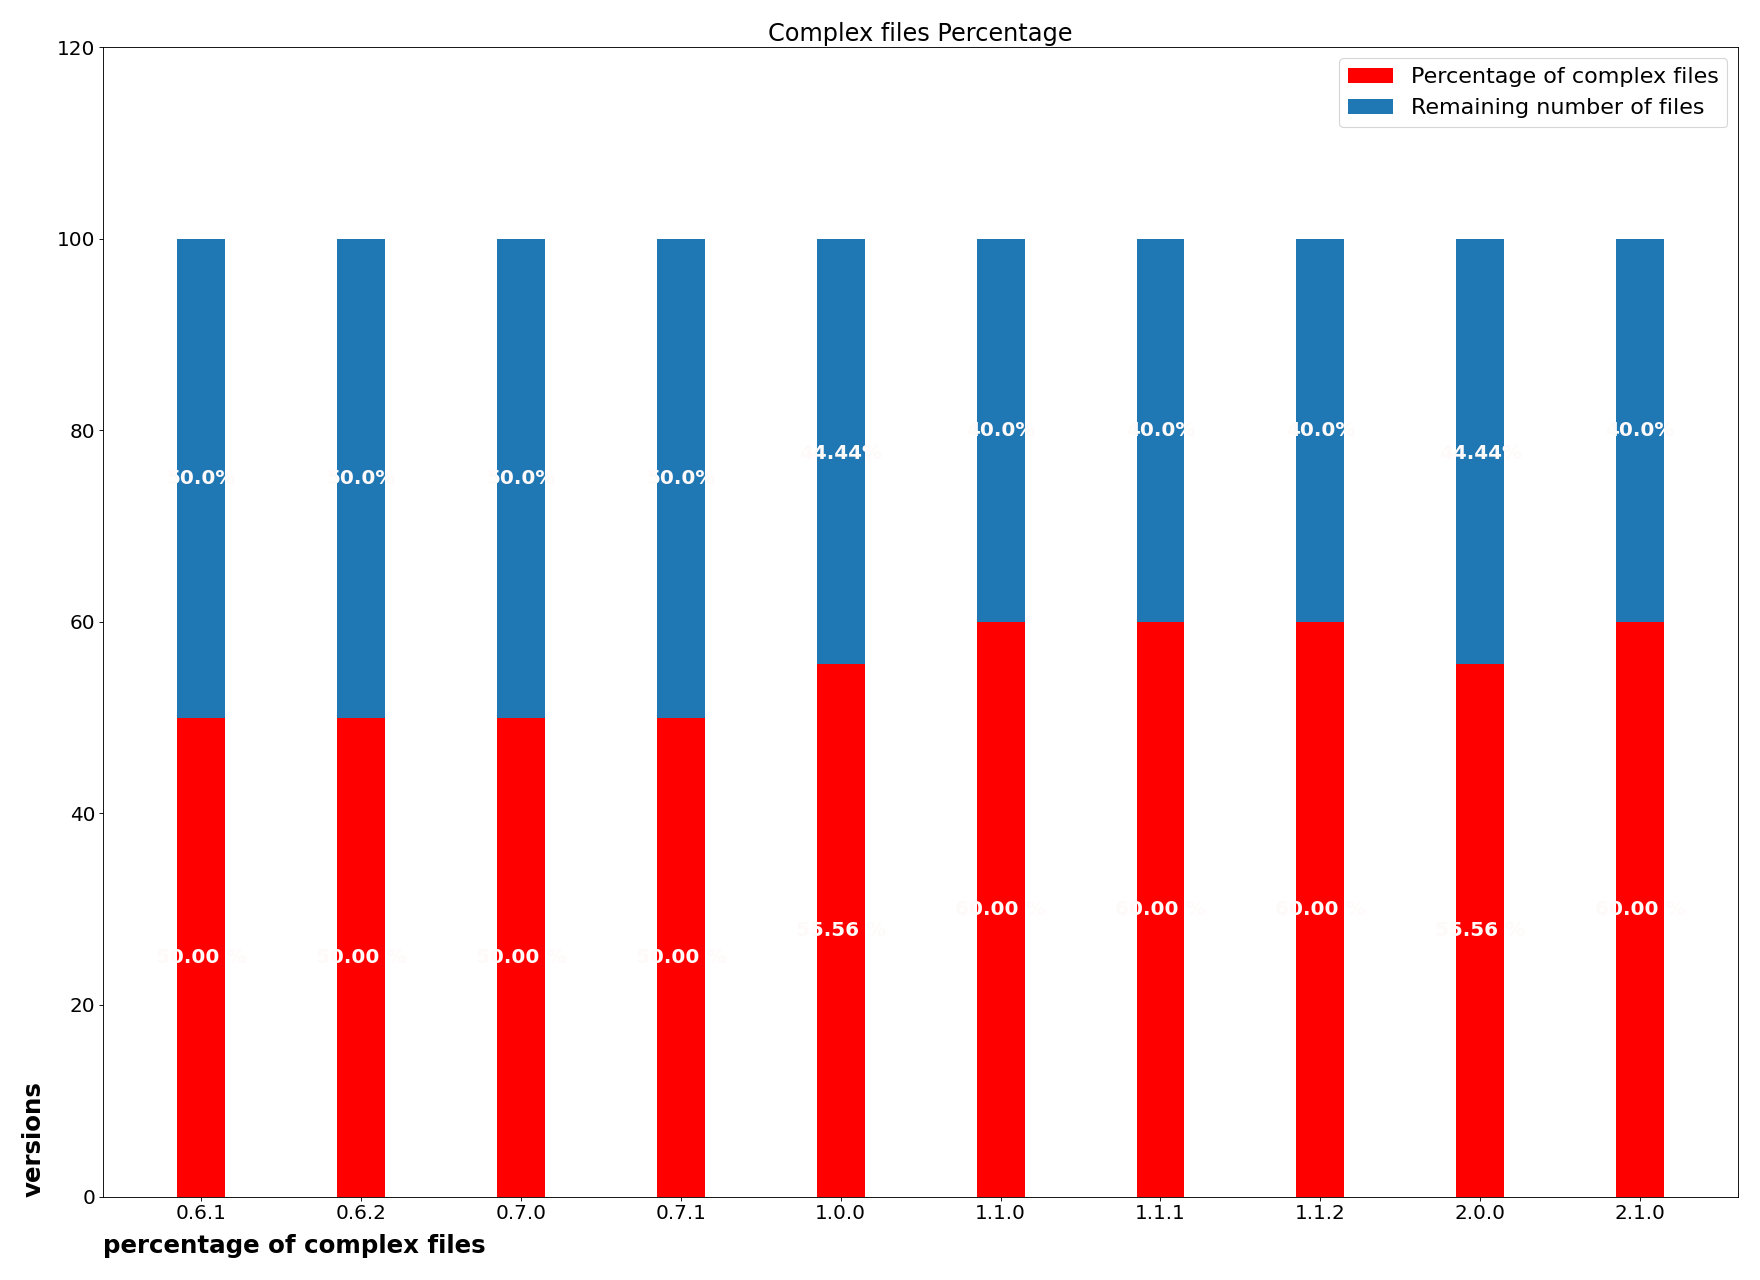 Complex files Percentage
Percentage of complex files
Remaining number of files
120
100
80
60
40
20
0
50.0% 50.0% 50.0% 50.0% 44.44% 40.0% 40.0% 40.0% 44.44% 40.0%
50.00 % 50.00 % 50.00 % 50.00 % 55.56 % 60.00 % 60.00 % 60.00 % 55.56 % 60.00 %
versions
0.6.1 0.6.2 0.7.0 0.7.1 1.0.0 1.1.0 1.1.1 1.1.2 2.0.0 2.1.0
percentage of complex files